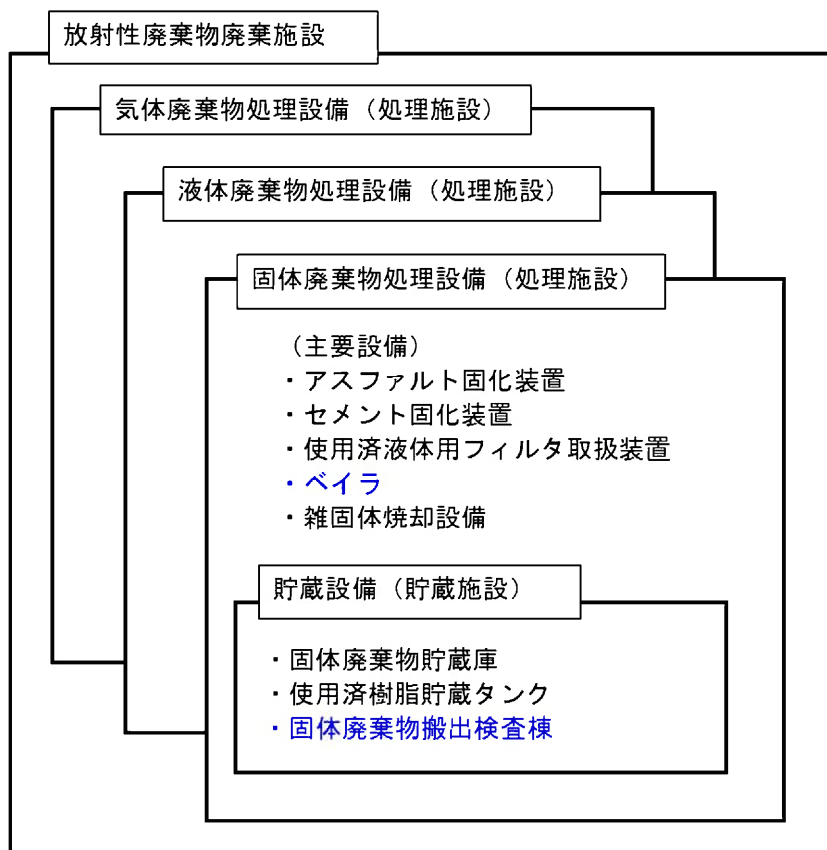 放射性廃棄物廃棄施設
気体廃棄物処理設備（処理施設）
液体廃棄物処理設備（処理施設）
固体廃棄物処理設備（処理施設）
（主要設備）
・アスファルト固化装置
・セメント固化装置
・使用済液体用フィルタ取扱装置
・ベイラ
・雑固体焼却設備
貯蔵設備（貯蔵施設）
・固体廃棄物貯蔵庫
・使用済樹脂貯蔵タンク
・固体廃棄物搬出検査棟